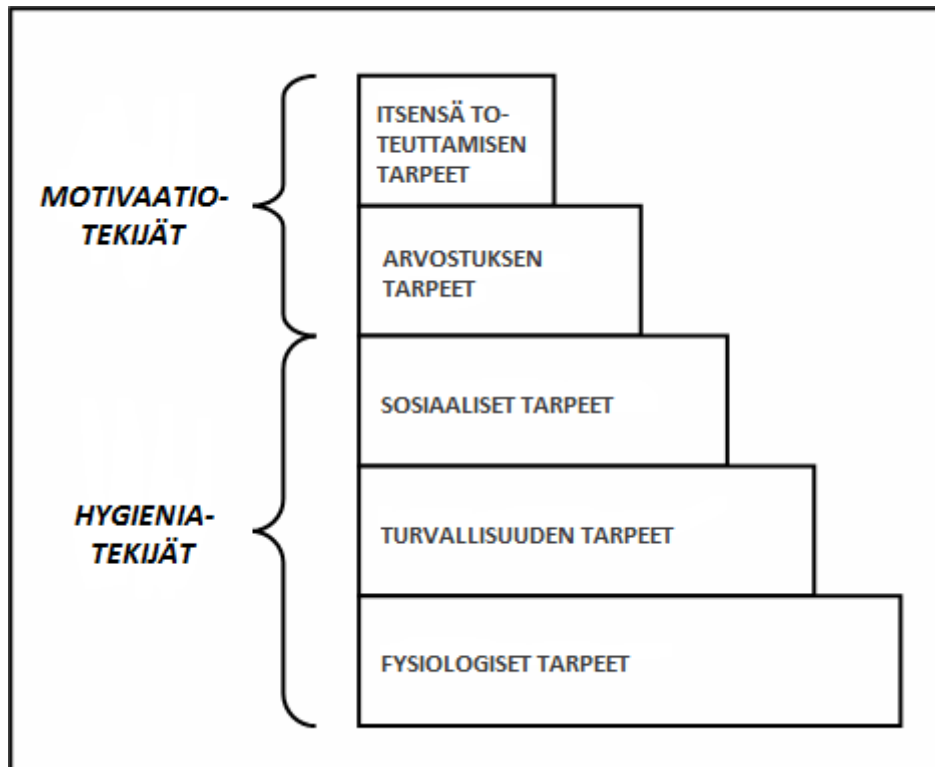 ITSENSÄ TO-
TEUTTAMISEN
TARPEET
MOTIVAATIO-
TEKIJÄT
ARVOSTUKSEN
TARPEET
SOSIAALISET TARPEET
HYGIENIA-
TEKIJÄT
TURVALLISUUDEN TARPEET
FYSIOLOGISET TARPEET